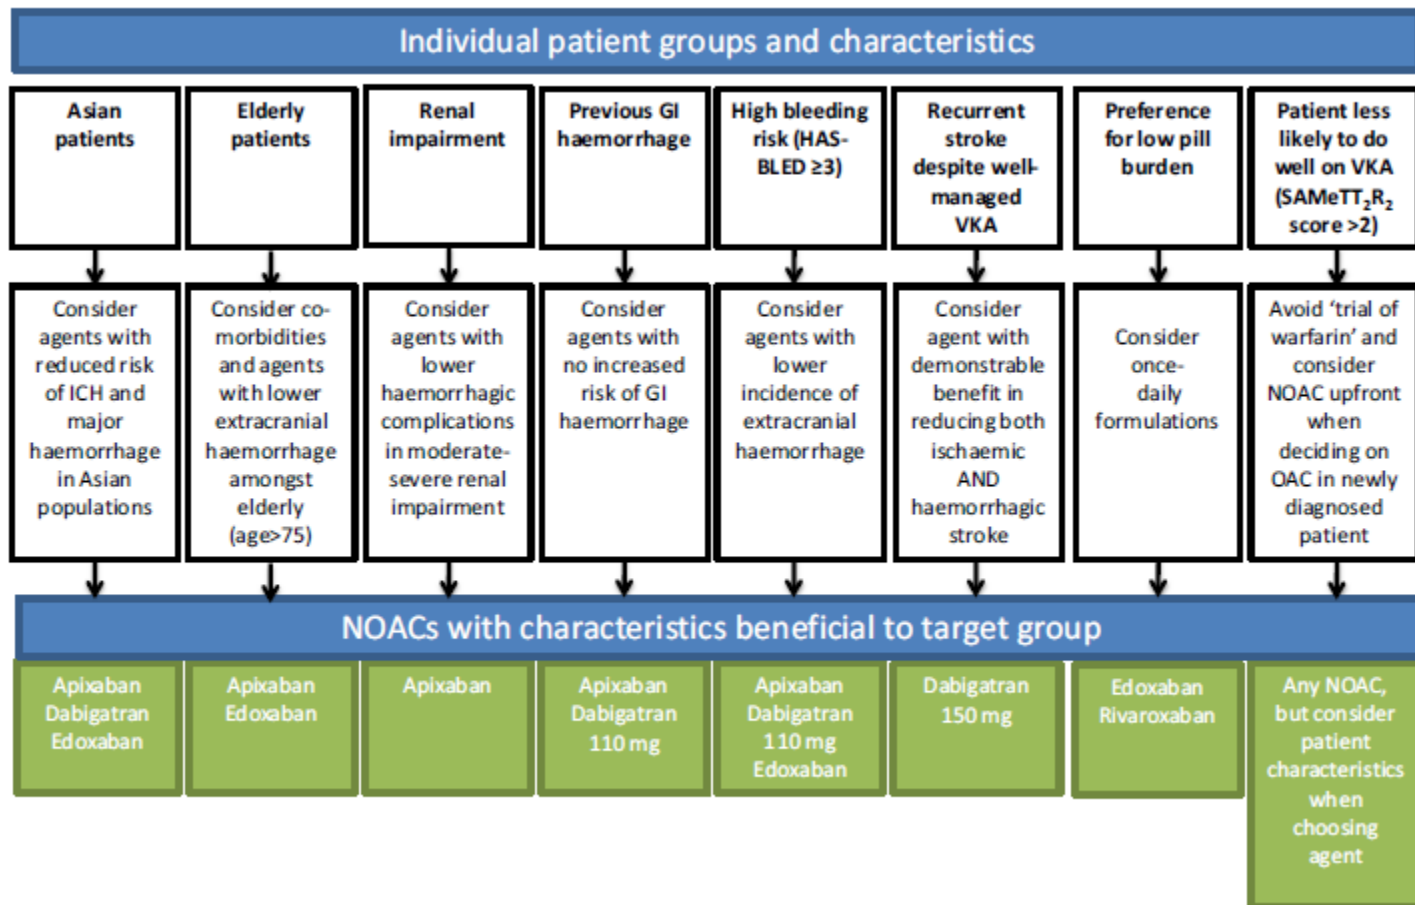 Individual patient groups and characteristics
Asian
patients
Elderly
patients
Renal
impairment
Previous GI
haemorrhage
High bleeding
risk (HAS-
BLED ≥3)
Recurrent
stroke
despite well-
managed
VKA
Preference
for low pill
burden
Patient less
likely to do
well on VKA
(SAMeTT₂R₂
score >2)
Consider
agents with
reduced risk
of ICH and
major
haemorrhage
in Asian
populations
Consider co-
morbidities
and agents
with lower
extracranial
haemorrhage
amongst
elderly
(age>75)
Consider
agents with
lower
haemorrhagic
complications
in moderate-
severe renal
impairment
Consider
agents with
no increased
risk of GI
haemorrhage
Consider
agents with
lower
incidence of
extracranial
haemorrhage
Consider
agent with
demonstrable
benefit in
reducing both
ischaemic
AND
haemorrhagic
stroke
Consider
once-
daily
formulations
Avoid ‘trial of
warfarin’ and
consider
NOAC upfront
when
deciding on
OAC in newly
diagnosed
patient
NOACs with characteristics beneficial to target group
Apixaban
Dabigatran
Edoxaban
Apixaban
Edoxaban
Apixaban
Apixaban
Dabigatran
110 mg
Apixaban
Dabigatran
110 mg
Edoxaban
Dabigatran
150 mg
Edoxaban
Rivaroxaban
Any NOAC,
but consider
patient
characteristics
when
choosing
agent